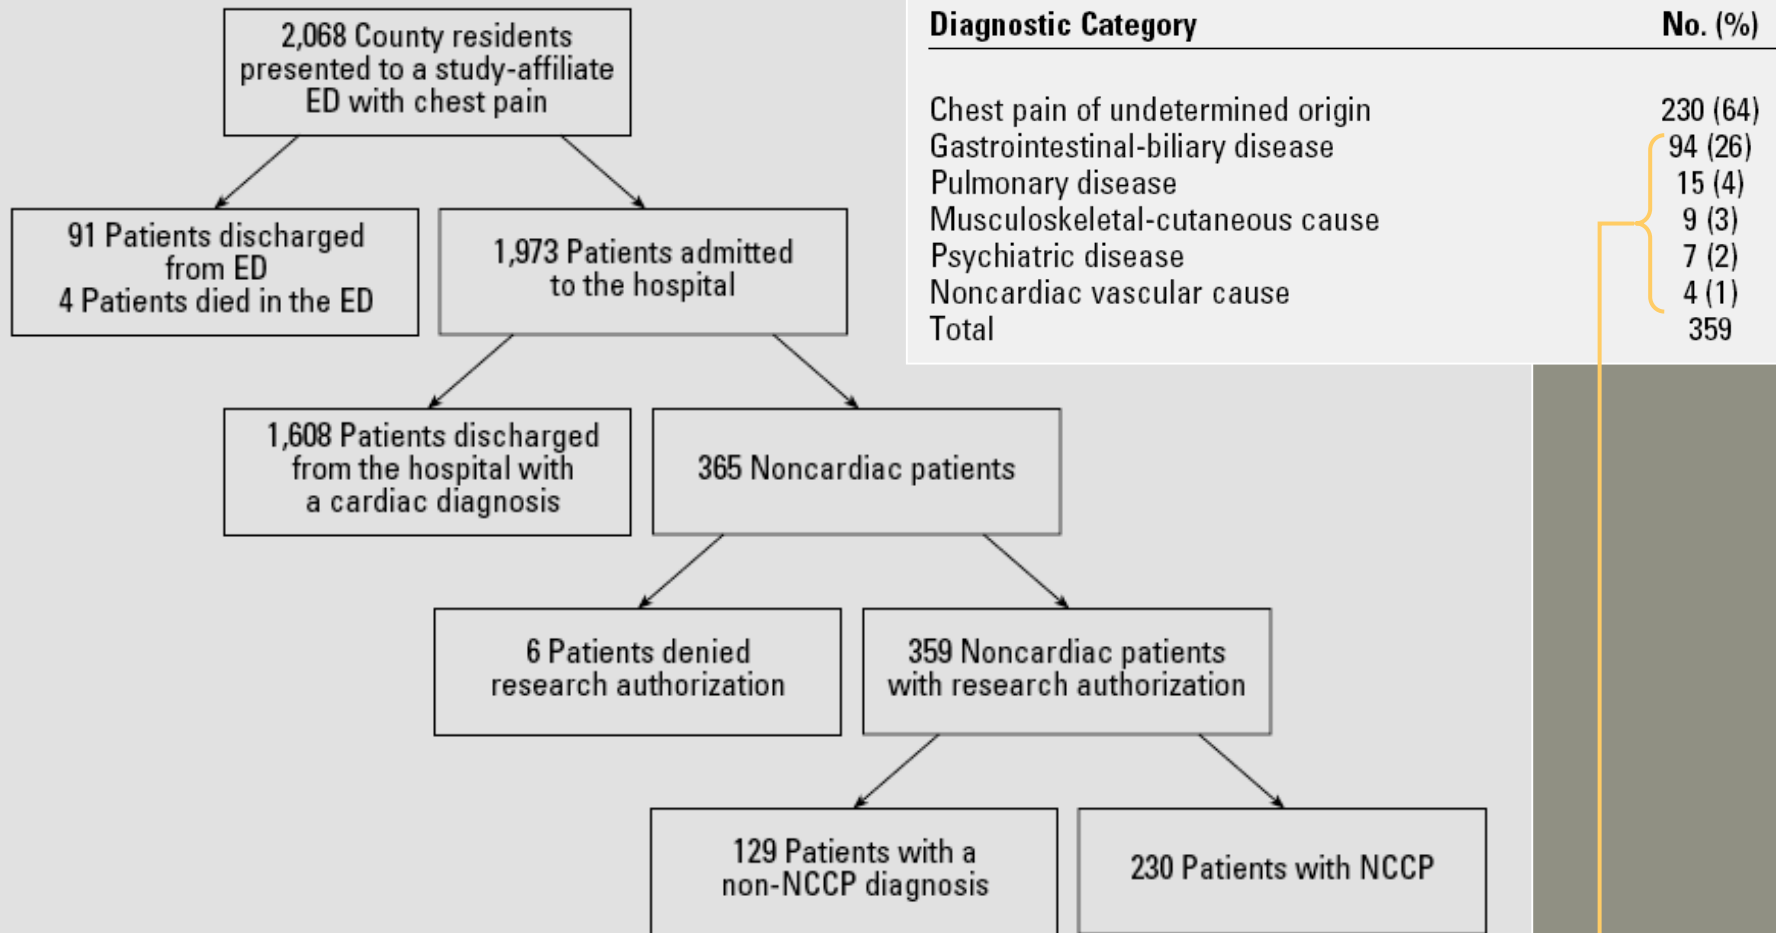 2,068 County residents
presented to a study-affiliate
ED with chest pain
91 Patients discharged
from ED
4 Patients died in the ED
1,973 Patients admitted
to the hospital
1,608 Patients discharged
from the hospital with
a cardiac diagnosis
365 Noncardiac patients
6 Patients denied
research authorization
359 Noncardiac patients
with research authorization
129 Patients with a
non-NCCP diagnosis
230 Patients with NCCP
Diagnostic Category No. (%)
Chest pain of undetermined origin 230 (64)
Gastrointestinal-biliary disease 94 (26)
Pulmonary disease 15 (4)
Musculoskeletal-cutaneous cause 9 (3)
Psychiatric disease 7 (2)
Noncardiac vascular cause 4 (1)
Total 359